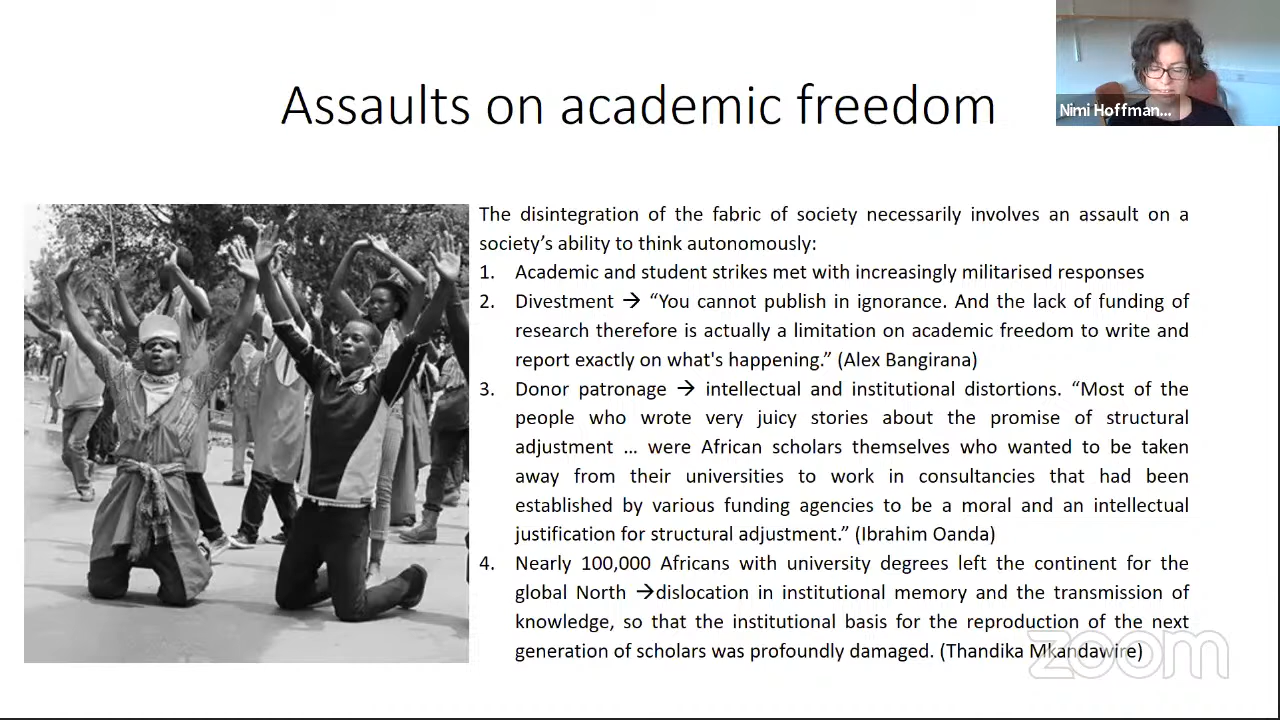 Assaults on academic freedom
Nimi Hoffman...
The disintegration of the fabric of society necessarily involves an assault on a
society’s ability to think autonomously:
1. Academic and student strikes met with increasingly militarised responses
2. Divestment → “You cannot publish in ignorance. And the lack of funding of
research therefore is actually a limitation on academic freedom to write and
report exactly on what's happening.” (Alex Bangirana)
3. Donor patronage → intellectual and institutional distortions. “Most of the
people who wrote very juicy stories about the promise of structural
adjustment ... were African scholars themselves who wanted to be taken
away from their universities to work in consultancies that had been
established by various funding agencies to be a moral and an intellectual
justification for structural adjustment.” (Ibrahim Oanda)
4. Nearly 100,000 Africans with university degrees left the continent for the
global North →dislocation in institutional memory and the transmission of
knowledge, so that the institutional basis for the reproduction of the next
generation of scholars was profoundly damaged. (Thandika Mkandawire)
zoom